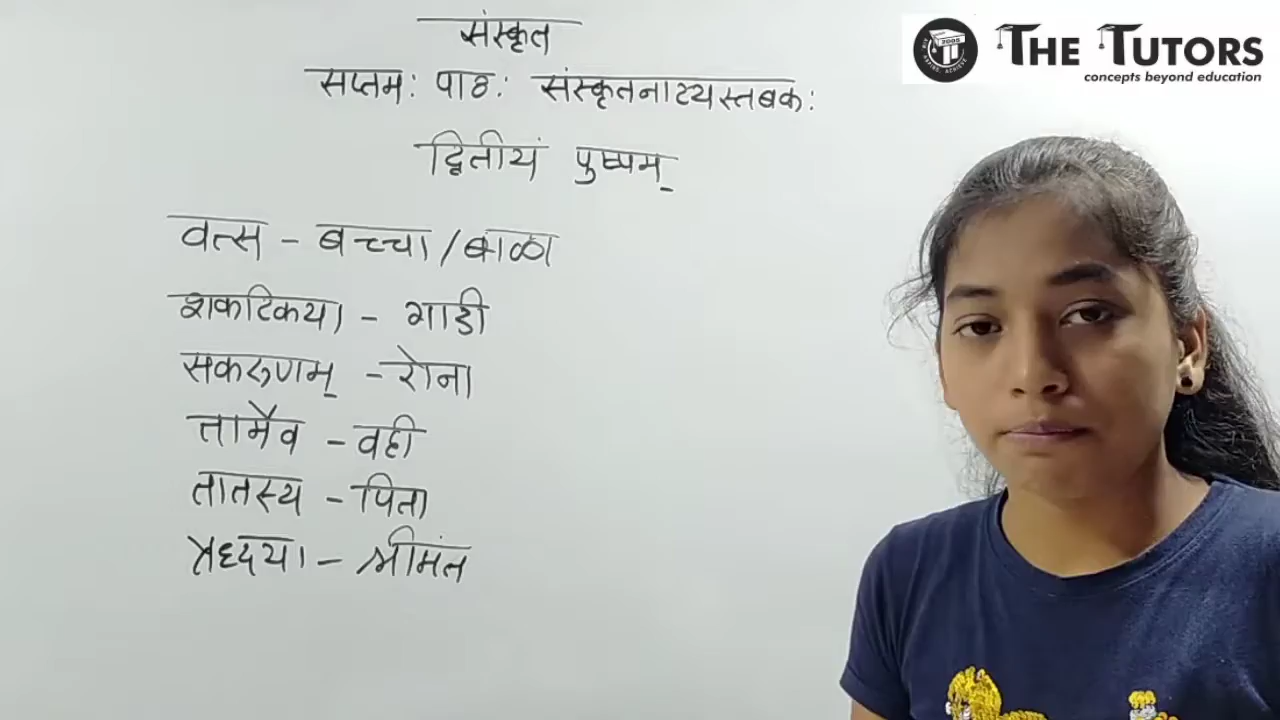 संस्कृत
सप्तमः पाठः संस्कृतनाट्यस्तबकः
द्वितीयं पुष्पम्
वत्स - बच्चा / बाळा
शकटिकया - गाडी
सकरुणम् - रोना
तामैव - वही
तातस्य - पिता
श्रीमंत
THE TUTORS
concepts beyond education
2005